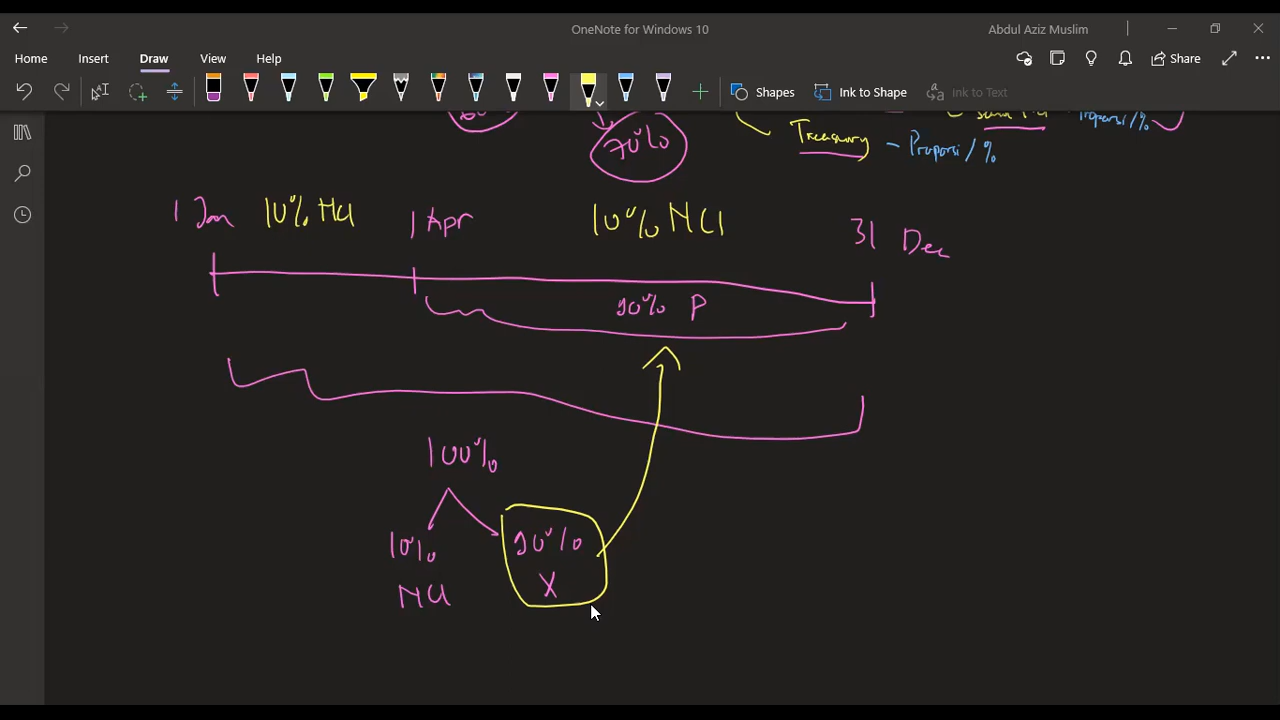 OneNote for Windows 10
Abdul Aziz Muslim
Home Insert Draw View Help
Share
Shapes Ink to Shape Ink to Text
70%
Treasury - Proporsi / %
Proporsi / %
1 Jan 10% NCI 1 Apr 10% NCI 31 Dec
90% P
100%
10% 90%
NCI X